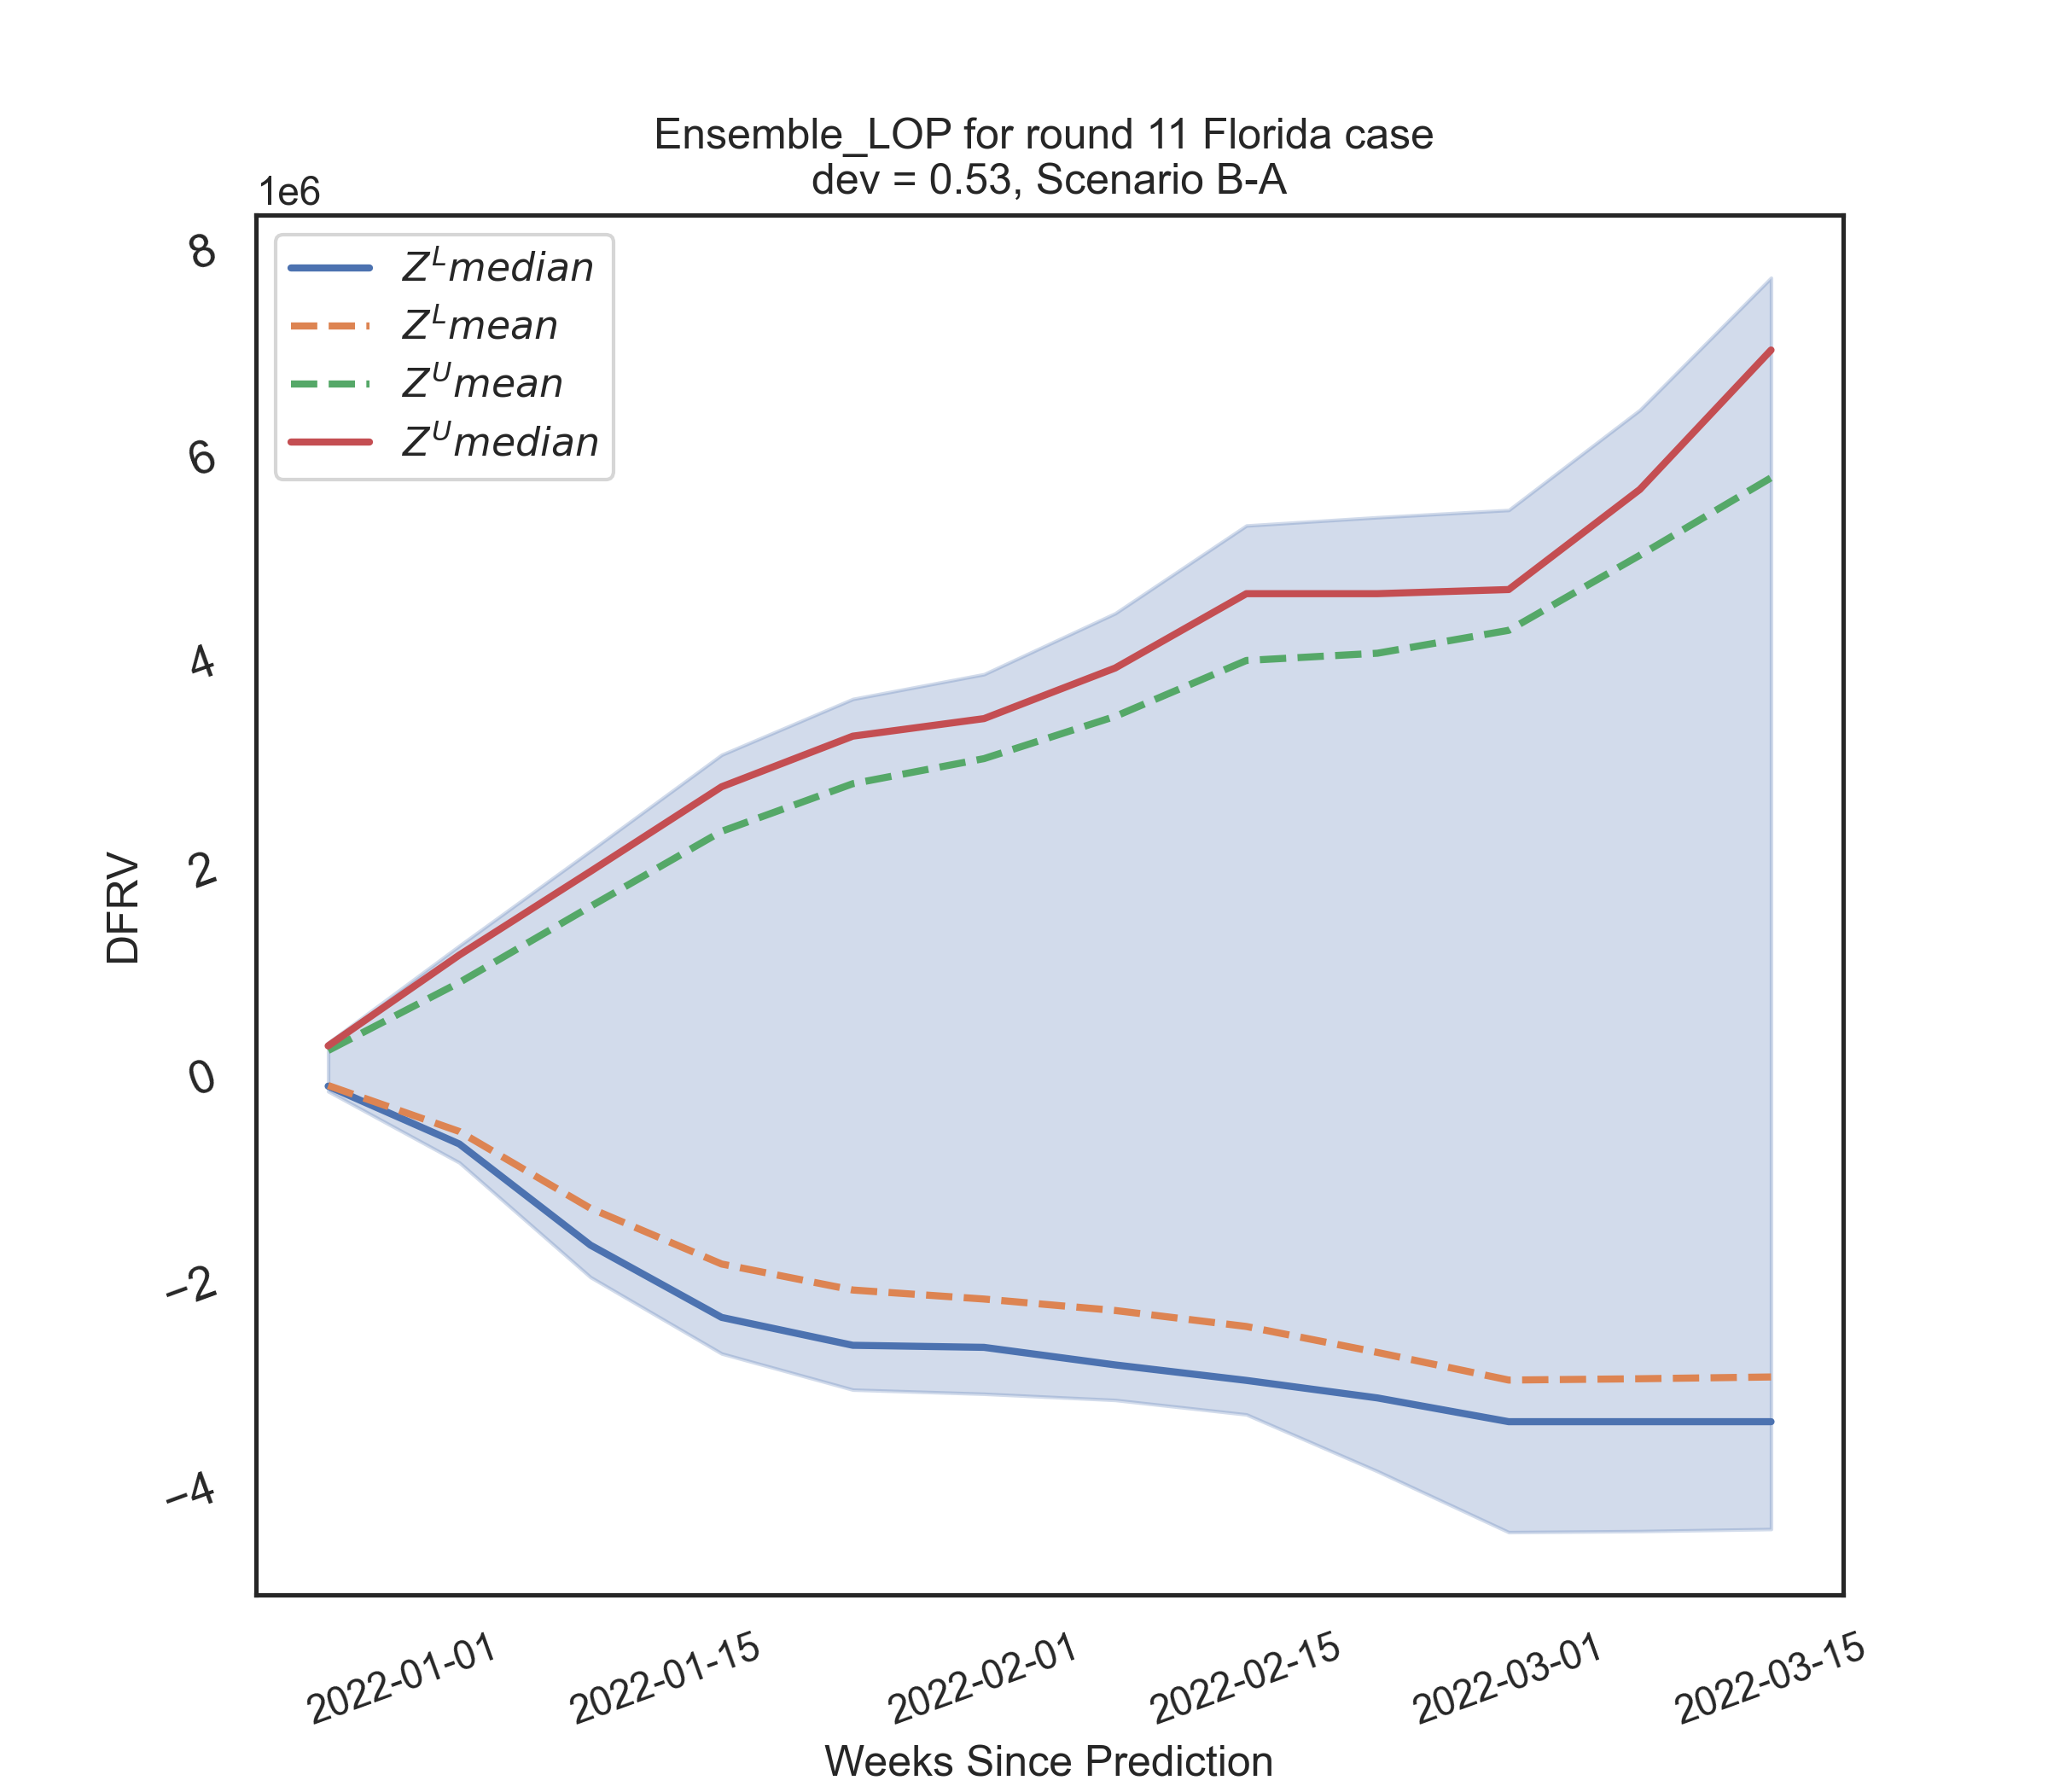 Ensemble_LOP for round 11 Florida case
dev = 0.53, Scenario B-A
1e6
8
6
4
2
0
−2
−4
DFRV
Z^L median
Z^L mean
Z^U mean
Z^U median
2022-01-01
2022-01-15
2022-02-01
2022-02-15
2022-03-01
2022-03-15
Weeks Since Prediction